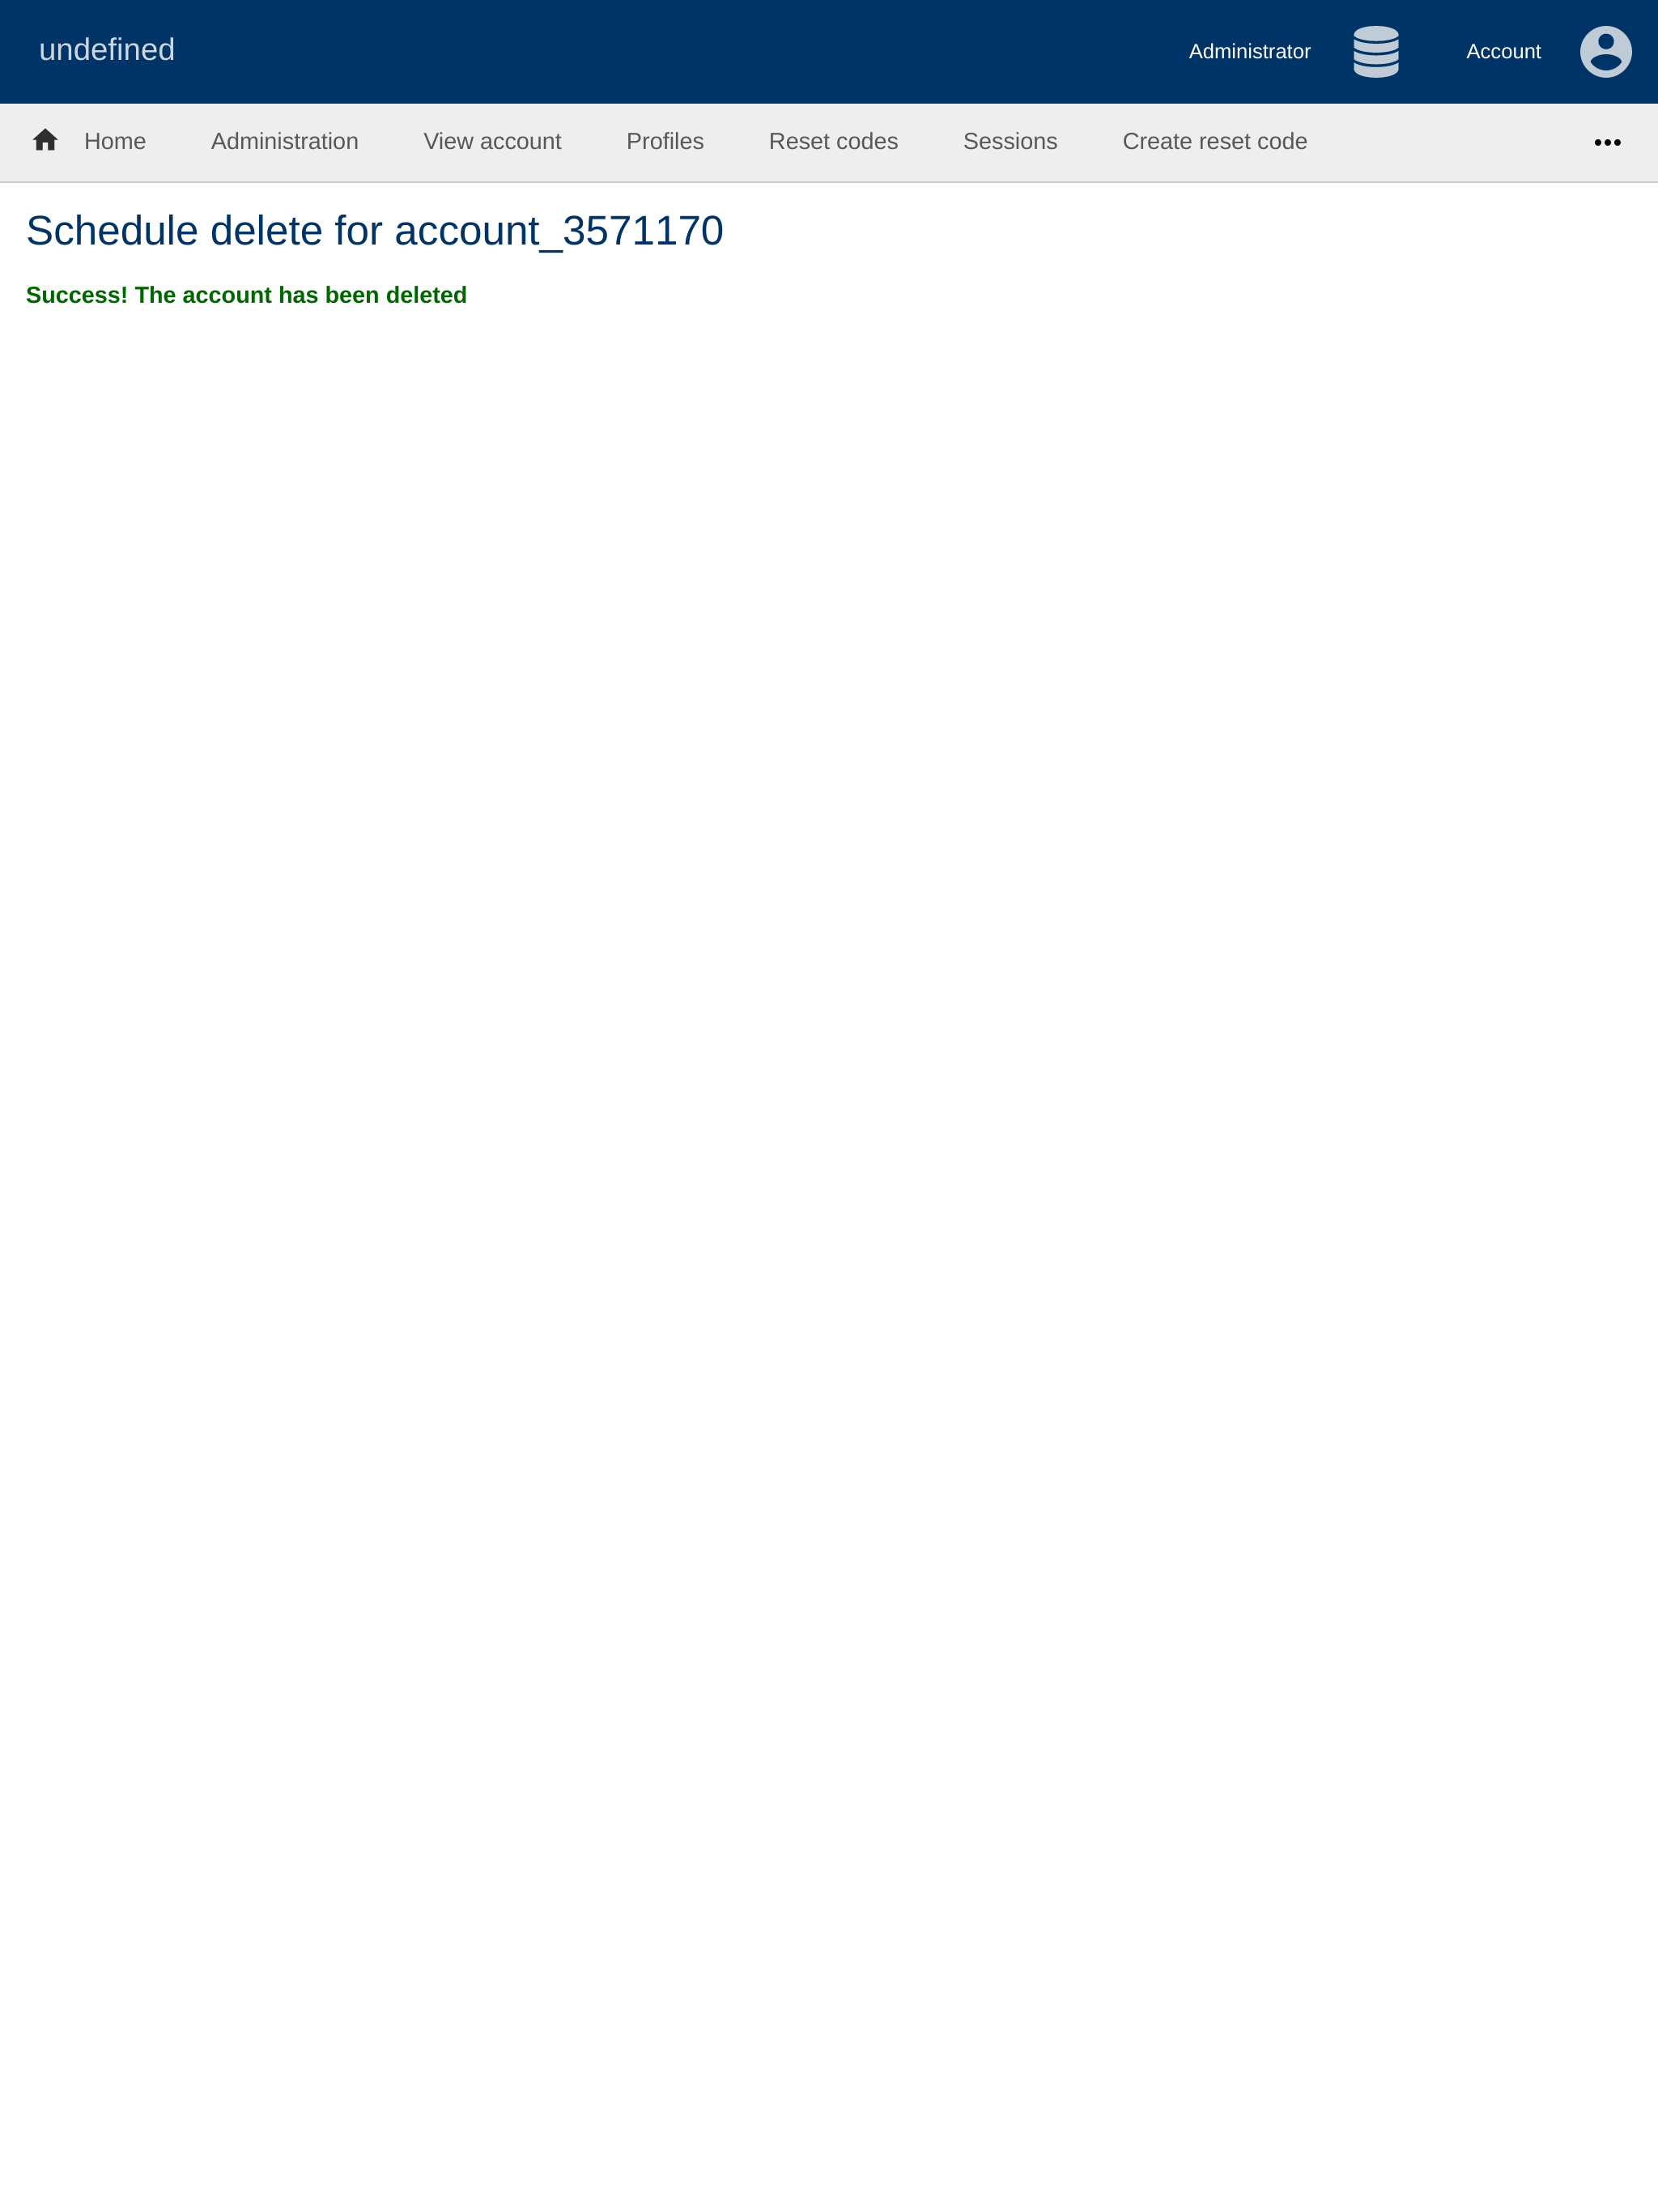 undefined
Administrator
Account
Home
Administration
View account
Profiles
Reset codes
Sessions
Create reset code
•••
Schedule delete for account_3571170
Success! The account has been deleted